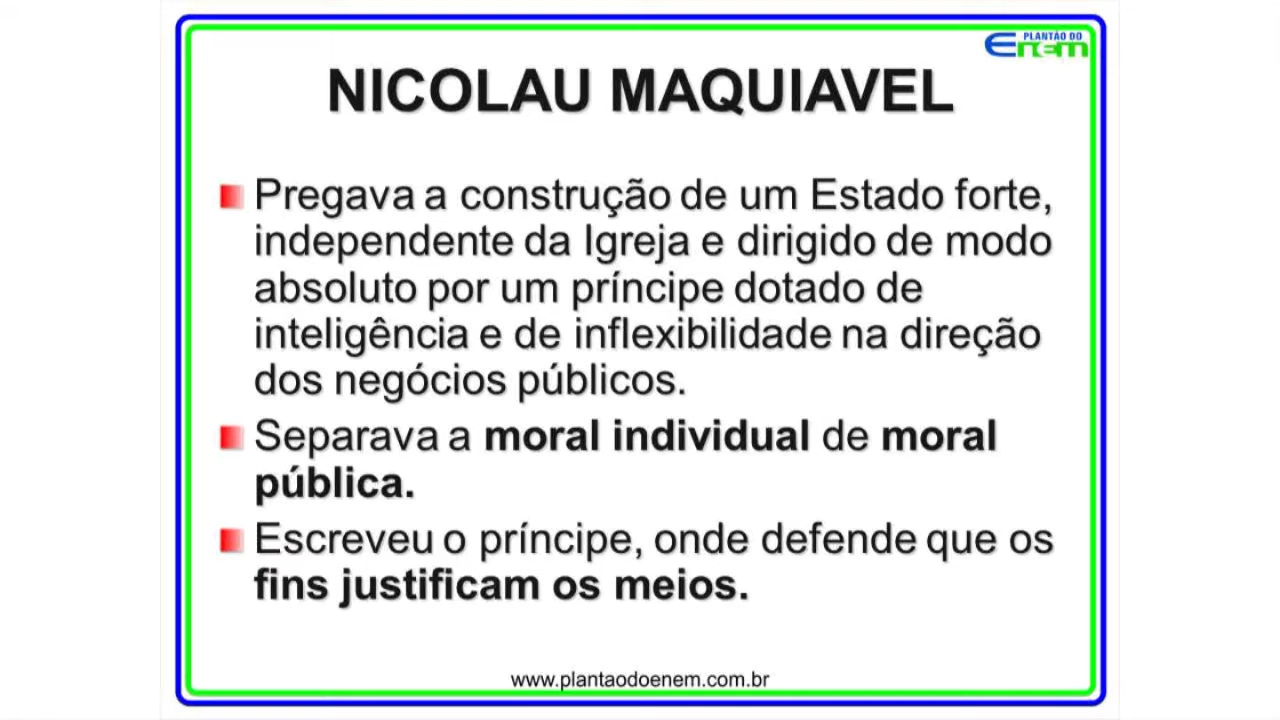 PLANTÃO DO
Enem
NICOLAU MAQUIAVEL
Pregava a construção de um Estado forte,
independente da Igreja e dirigido de modo
absoluto por um príncipe dotado de
inteligência e de inflexibilidade na direção
dos negócios públicos.
Separava a moral individual de moral
pública.
Escreveu o príncipe, onde defende que os
fins justificam os meios.
www.plantaodoenem.com.br